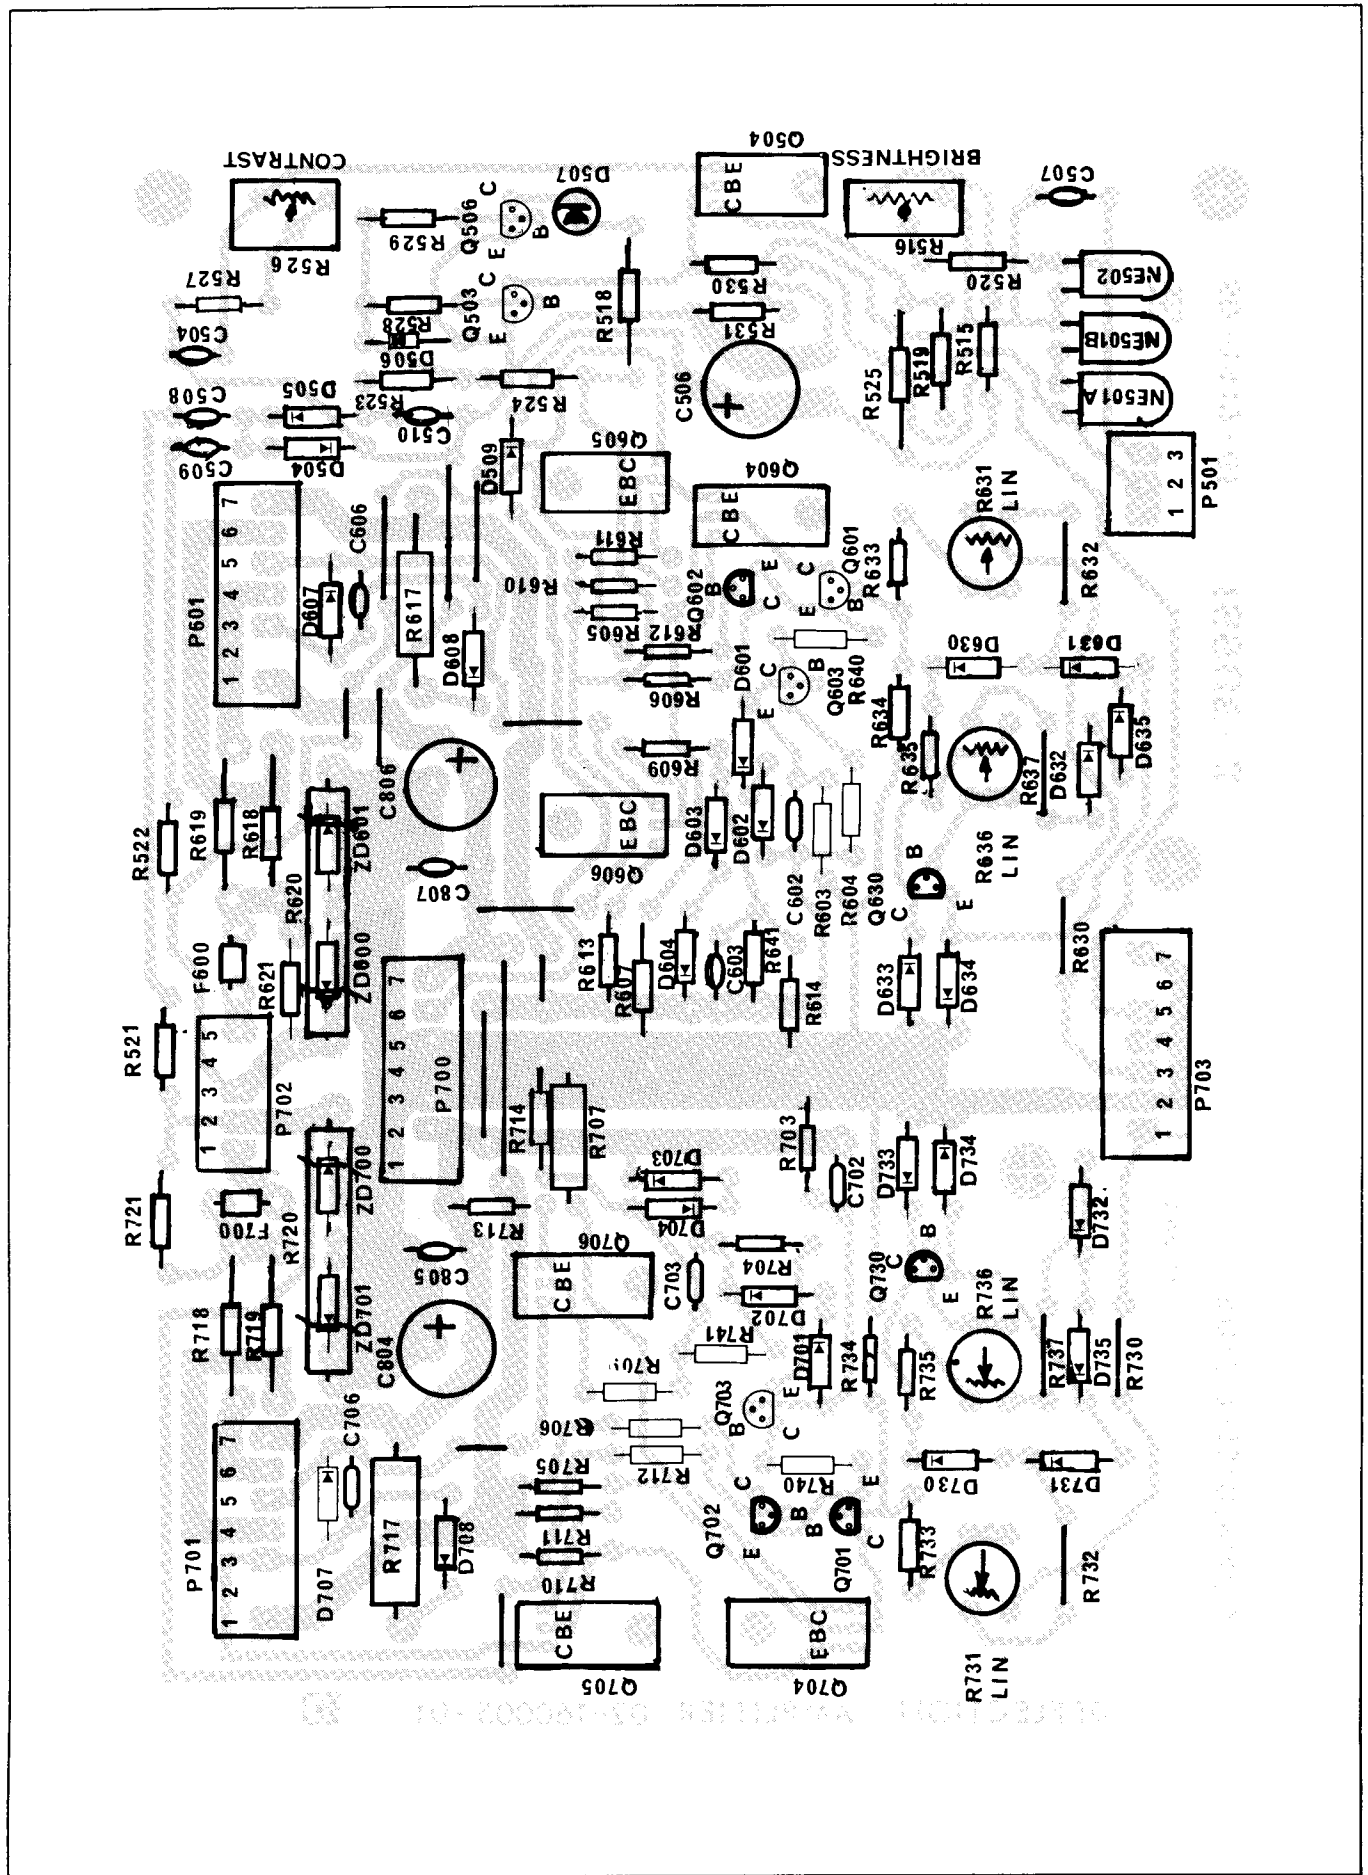 Q504
CONTRAST
BRIGHTNESS
D507
C507
C B E
R526
R529
Q506
E C B
R516
R527
R530
R520
NE502
C504
R528
Q503
E C B
R518
R531
D506
NE501B
C508
D505
R523
R524
C506
+
R525
R519
R515
NE501A
C509
D504
C510
D509
Q605
E B C
Q604
C B E
R631
LIN
P501
1 2 3
P601
1 2 3 4 5 6 7
C606
D607
R617
D608
R611
R610
R605
Q602
B C E
Q601
C E B
R633
R632
R612
R606
D601
Q603
E C B
R640
D630
D631
R634
R635
R637
D632
D635
C806
+
R609
R522
R619
R618
ZD601
R620
C807
Q606
E B C
D603
D602
C602
R603
R604
Q630
C B E
R636
LIN
F600
R621
ZD600
R613
R607
D604
C603
R641
R614
D633
D634
R630
R521
P702
1 2 3 4 5
P700
1 2 3 4 5 6 7
P703
1 2 3 4 5 6 7
R714
R707
R703
C702
D733
D734
D732
D703
D704
R721
F700
R720
ZD700
R713
Q706
C B E
C703
R704
D702
Q730
C B E
R736
LIN
C805
R718
R719
ZD701
C804
+
R741
D701
R734
R735
R737
D735
R730
R706
R712
Q703
B C E
P701
1 2 3 4 5 6 7
C706
D707
R717
D708
R705
R711
R710
Q702
C B E
R740
Q701
B E C
D730
D731
R733
R732
Q705
C B E
Q704
E B C
R731
LIN
DEFLECTION AMPLIFIER